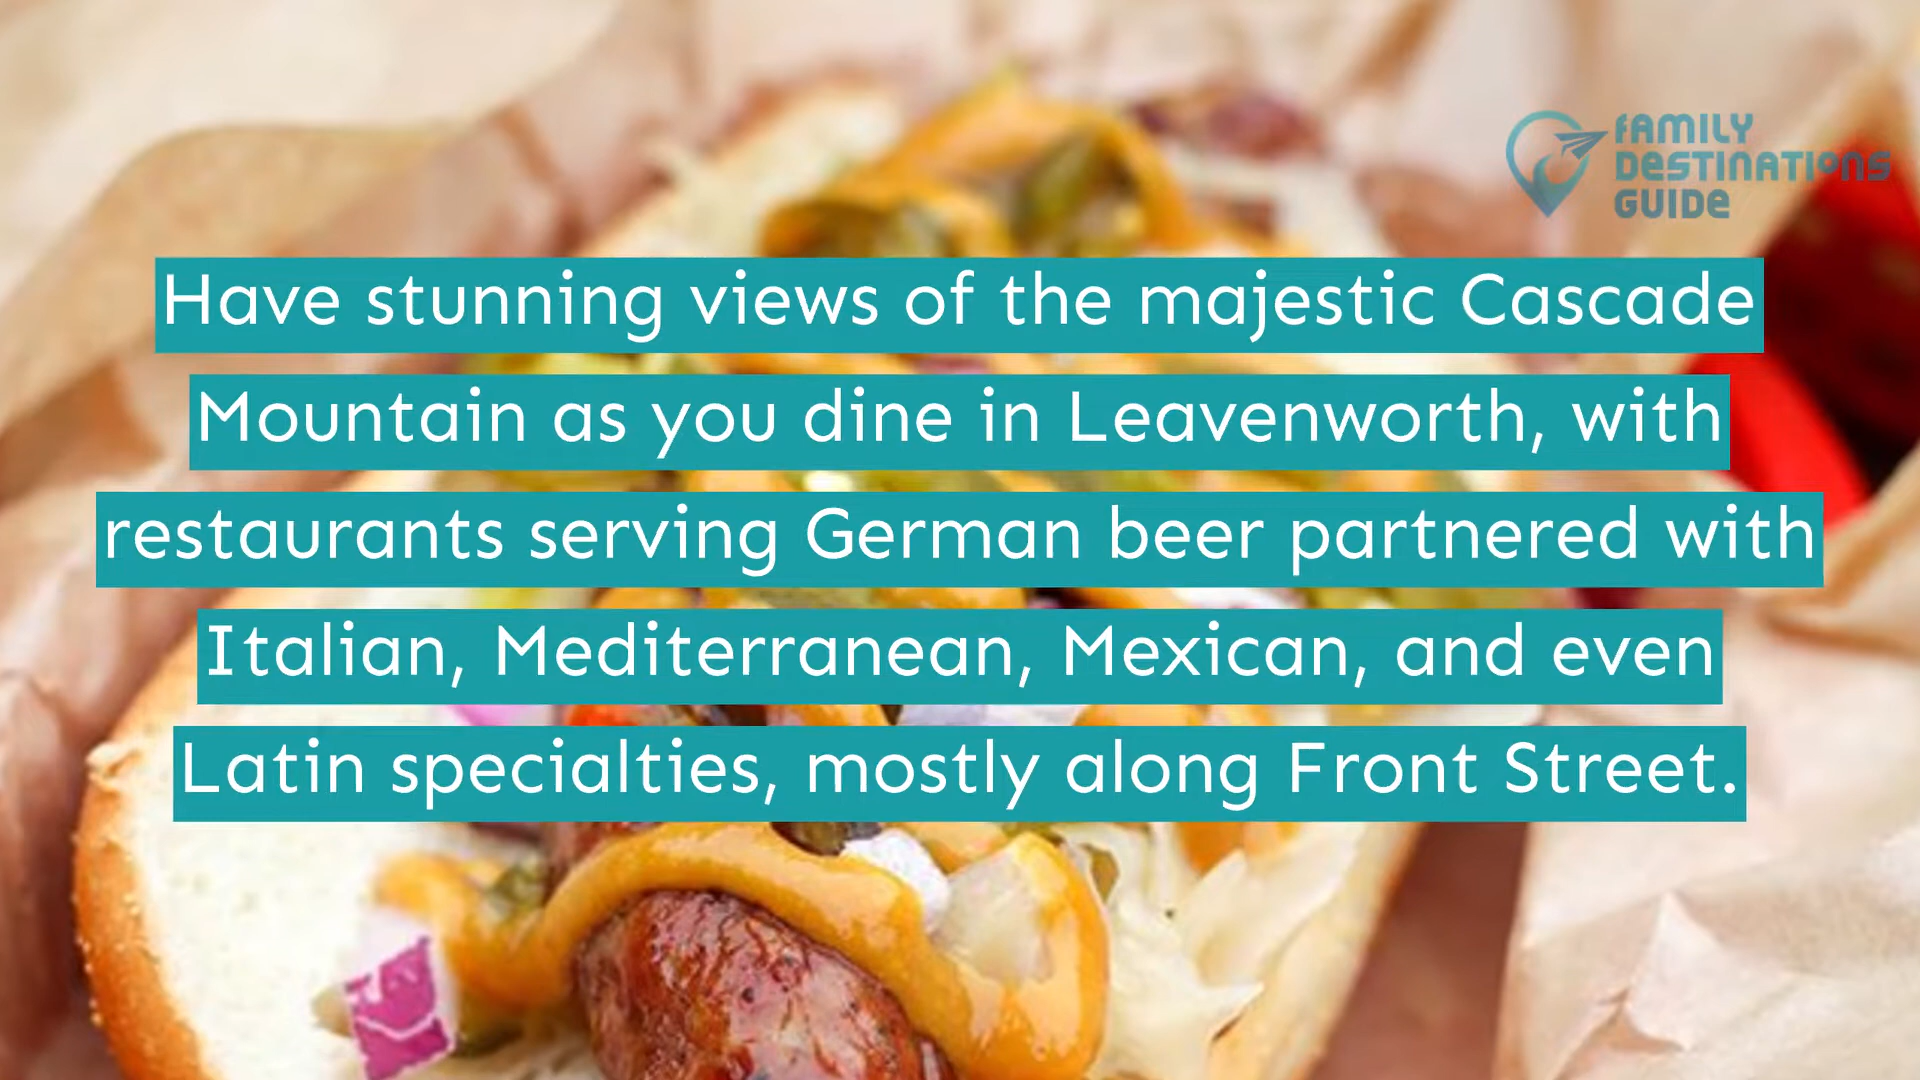 FAMILY
DESTINATIONS
GUIDE
Have stunning views of the majestic Cascade
Mountain as you dine in Leavenworth, with
restaurants serving German beer partnered with
Italian, Mediterranean, Mexican, and even
Latin specialties, mostly along Front Street.